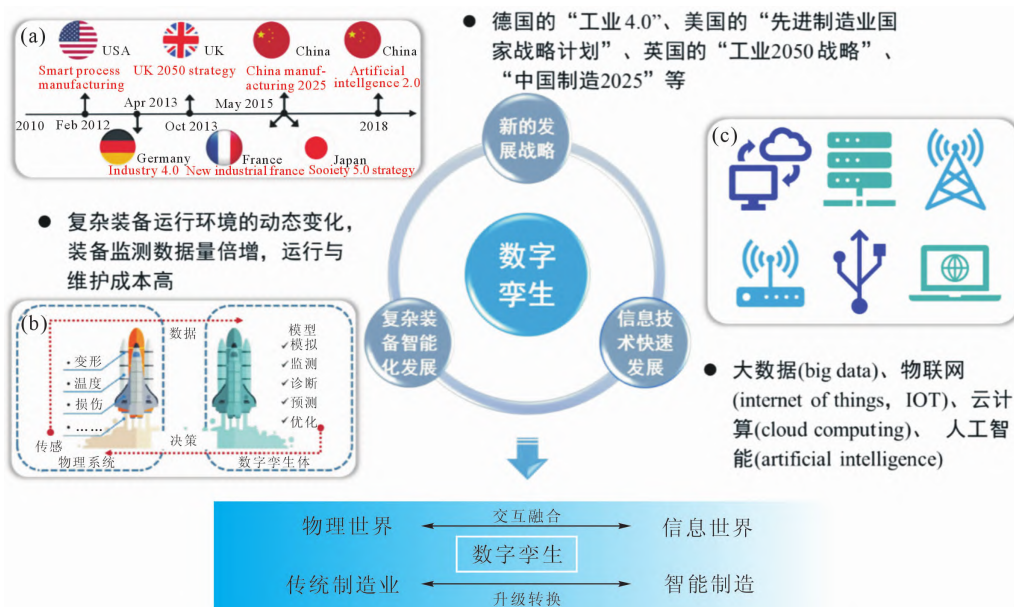 (a)
USA
UK
China
China
Smart process
manufacturing
UK 2050 strategy
China manuf-
acturing 2025
Artificial
intellgence 2.0
Apr 2013
May 2015
2010
Feb 2012
Oct 2013
2018
Germany
France
Japan
Industry 4.0
New industrial france
Sooiety 5.0 strategy
● 德国的“工业4.0”、美国的“先进制造业国
家战略计划”、英国的“工业2050战略”、
“中国制造2025”等
新的发
展战略
数字
孪生
复杂装
备智能
化发展
信息技
术快速
发展
(c)
● 复杂装备运行环境的动态变化，
装备监测数据量倍增，运行与
维护成本高
(b)
数据
模型
✓模拟
✓监测
✓诊断
✓预测
✓优化
·变形
·温度
·损伤
·……
传感
决策
物理系统
数字孪生体
● 大数据(big data)、物联网
(internet of things，IOT)、云计
算(cloud computing)、 人工智
能(artificial intelligence)
物理世界
交互融合
信息世界
数字孪生
传统制造业
升级转换
智能制造